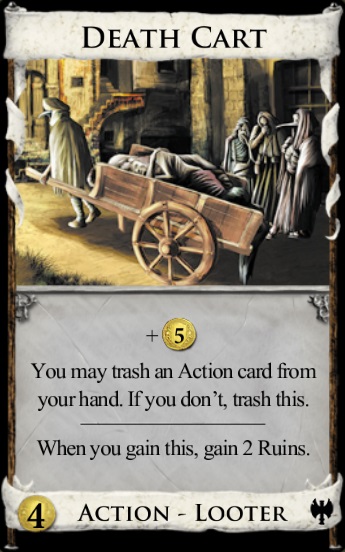 Death Cart
+ 5
You may trash an Action card from
your hand. If you don't, trash this.
When you gain this, gain 2 Ruins.
4 Action - Looter